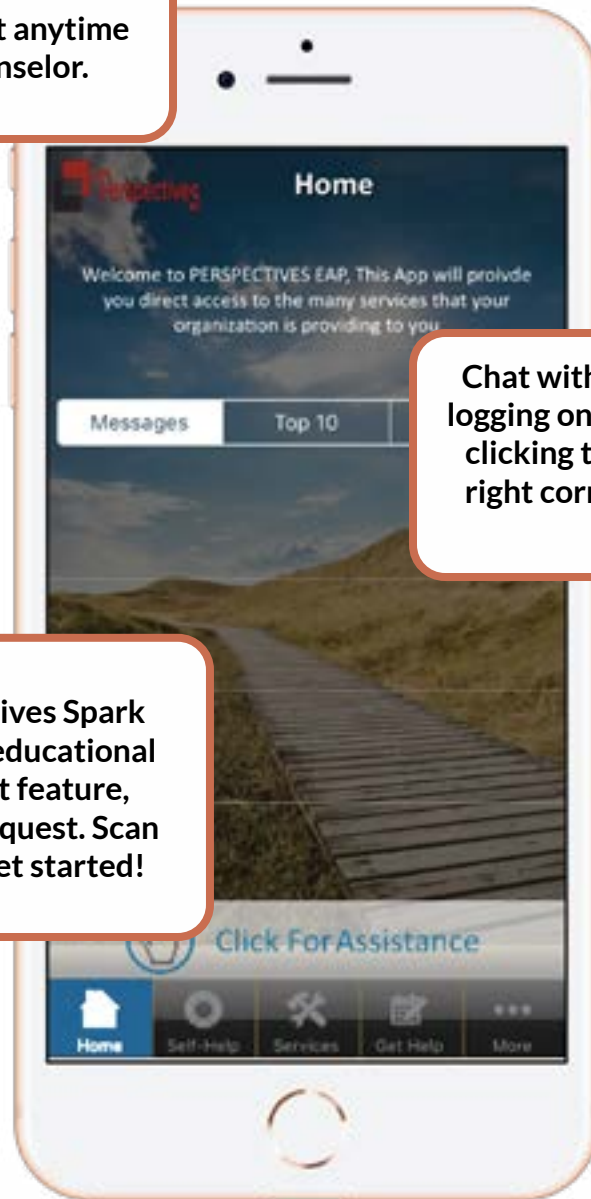 t anytime
nselor.
Perspectives
Home
Welcome to PERSPECTIVES EAP, This App will proivde
you direct access to the many services that your
organization is providing to you
Chat with
logging on
clicking t
right corr
Messages
Top 10
ives Spark
educational
t feature,
quest. Scan
et started!
Click For Assistance
Home
Self-Help
Services
Get Help
More